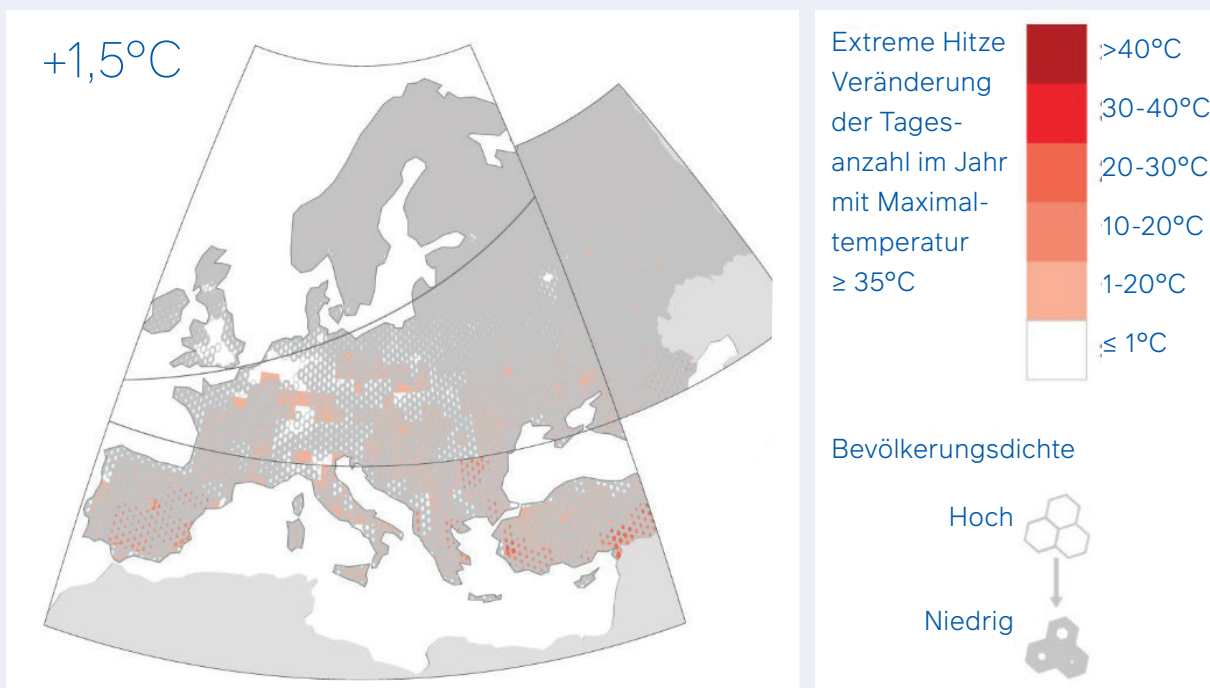 +1,5°C
Extreme Hitze
Veränderung
der Tages-
anzahl im Jahr
mit Maximal-
temperatur
≥ 35°C
>40°C
30-40°C
20-30°C
10-20°C
1-20°C
≤ 1°C
Bevölkerungsdichte
Hoch
Niedrig